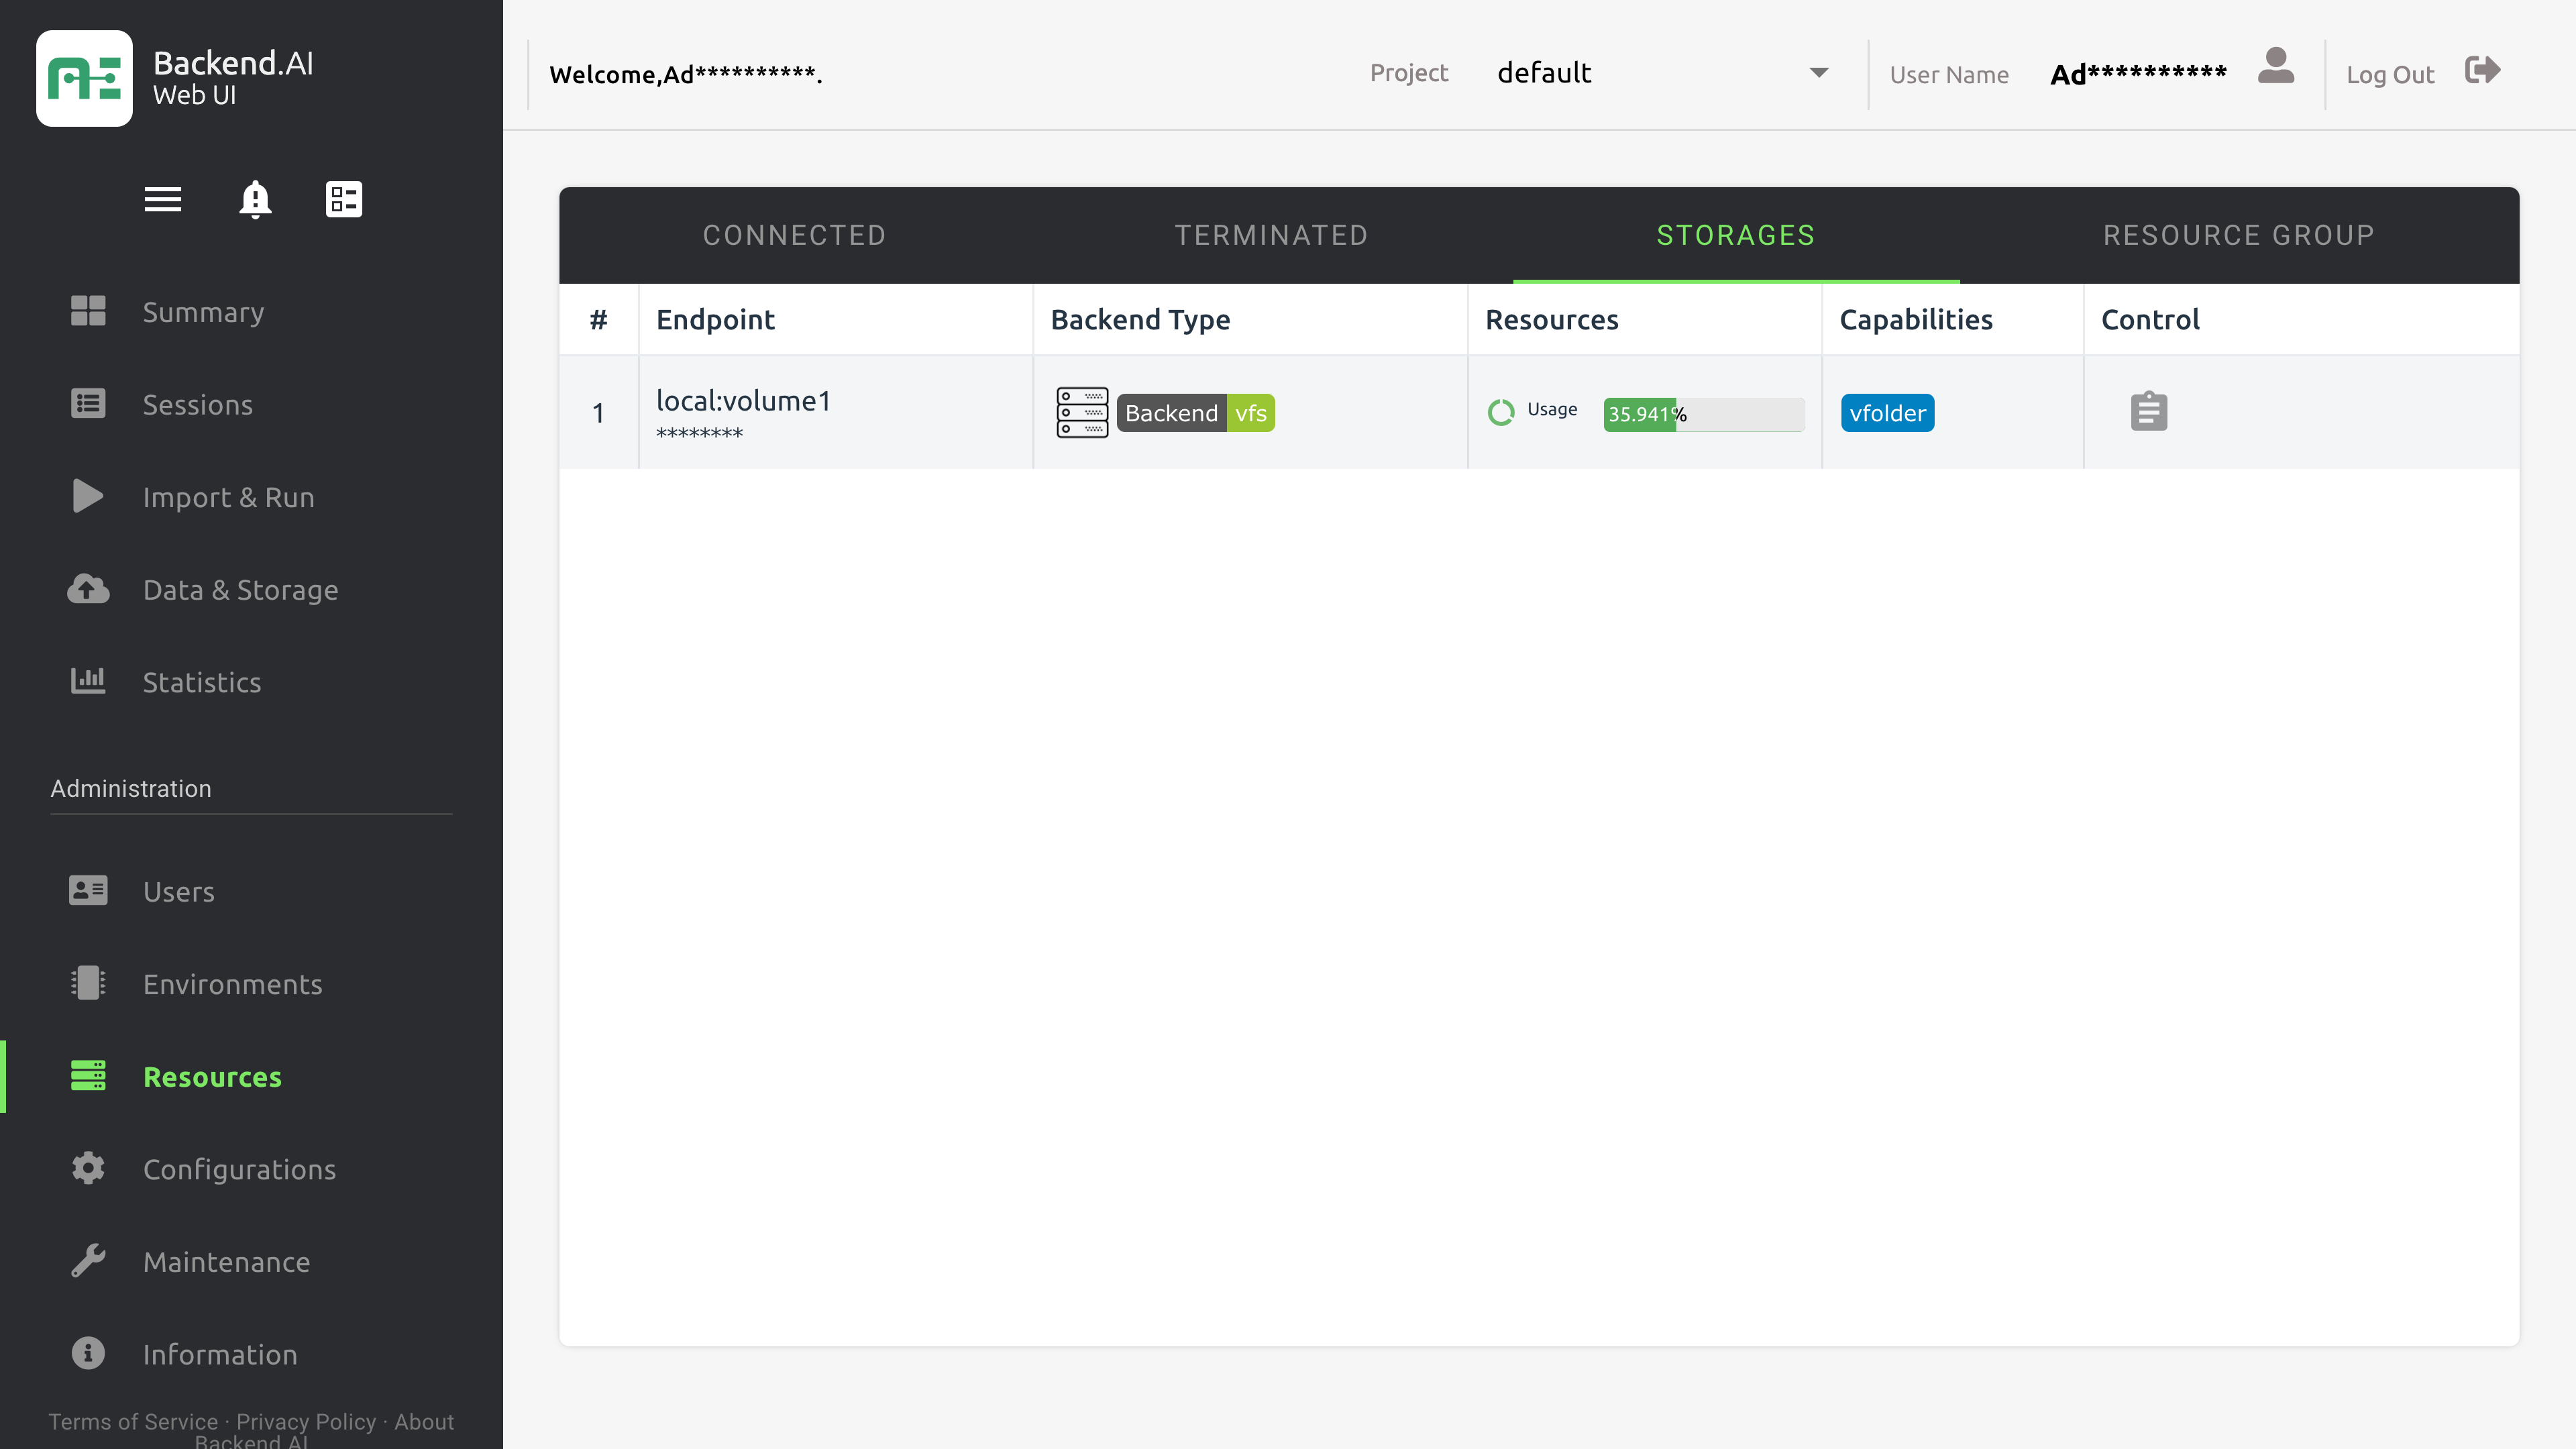 Backend.AI
Web UI
Welcome,Ad**********.
Project default
User Name Ad**********
Log Out
Summary
Sessions
Import & Run
Data & Storage
Statistics
Administration
Users
Environments
Resources
Configurations
Maintenance
Information
Terms of Service · Privacy Policy · About
Backend.AI
CONNECTED TERMINATED STORAGES RESOURCE GROUP
# Endpoint Backend Type Resources Capabilities Control
1 local:volume1 Backend vfs Usage 35.941% vfolder
********